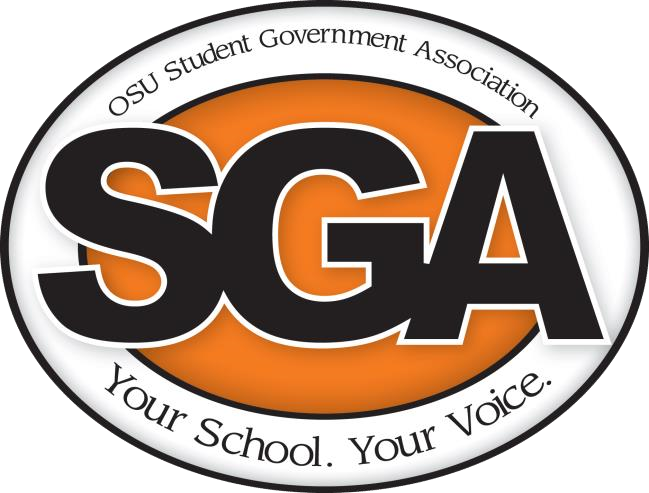 OSU Student Government Association
SGA
Your School. Your Voice.